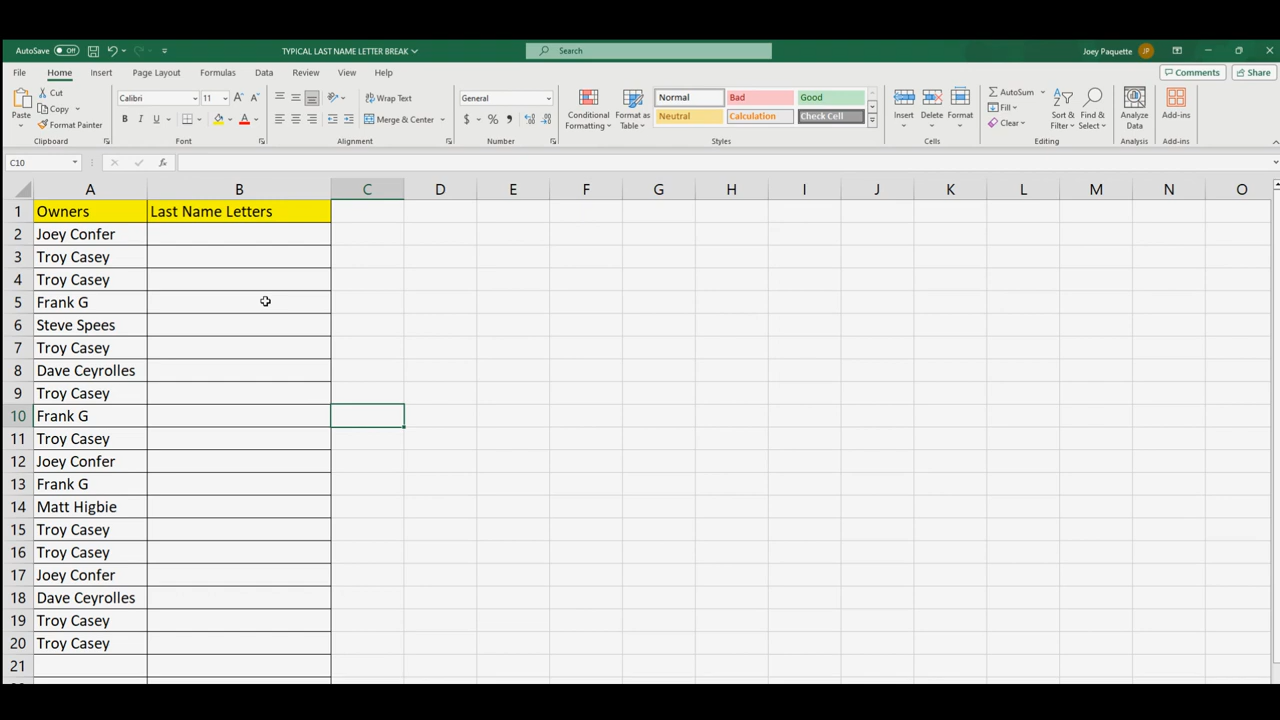 AutoSave Off TYPICAL LAST NAME LETTER BREAK Search Joey Paquette JP
File Home Insert Page Layout Formulas Data Review View Help Comments Share
Paste Cut Copy Format Painter Clipboard
Calibri 11 A A B I U A Font
Wrap Text Merge & Center Alignment
General $ % Number
Conditional Formatting Format as Table Normal Bad Good Neutral Calculation Check Cell Styles
Insert Delete Format Cells
AutoSum Fill Clear Sort & Filter Find & Select Editing
Analyze Data Analysis
Add-ins Add-ins
C10 fx
A B C D E F G H I J K L M N O
1 Owners Last Name Letters
2 Joey Confer
3 Troy Casey
4 Troy Casey
5 Frank G
6 Steve Spees
7 Troy Casey
8 Dave Ceyrolles
9 Troy Casey
10 Frank G
11 Troy Casey
12 Joey Confer
13 Frank G
14 Matt Higbie
15 Troy Casey
16 Troy Casey
17 Joey Confer
18 Dave Ceyrolles
19 Troy Casey
20 Troy Casey
21